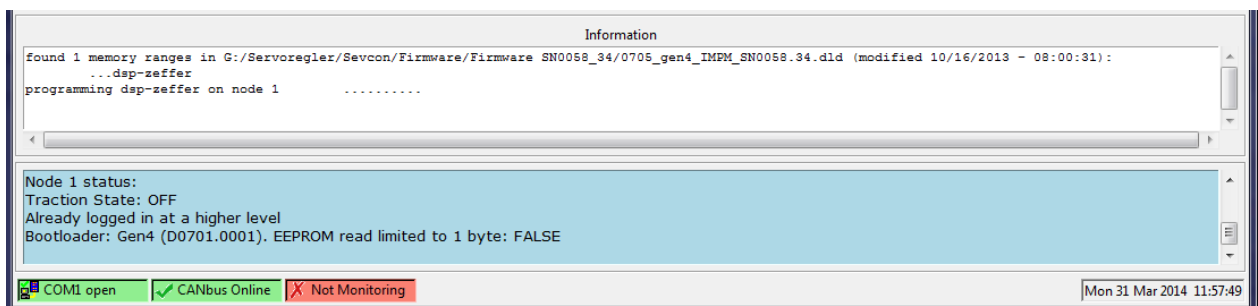 Information
found 1 memory ranges in G:/Servoregler/Sevcon/Firmware/Firmware SN0058_34/0705_gen4_IMPM_SN0058.34.dld (modified 10/16/2013 - 08:00:31):
...dsp-zeffer
programming dsp-zeffer on node 1 ..........
Node 1 status:
Traction State: OFF
Already logged in at a higher level
Bootloader: Gen4 (D0701.0001). EEPROM read limited to 1 byte: FALSE
COM1 open CANbus Online Not Monitoring Mon 31 Mar 2014 11:57:49